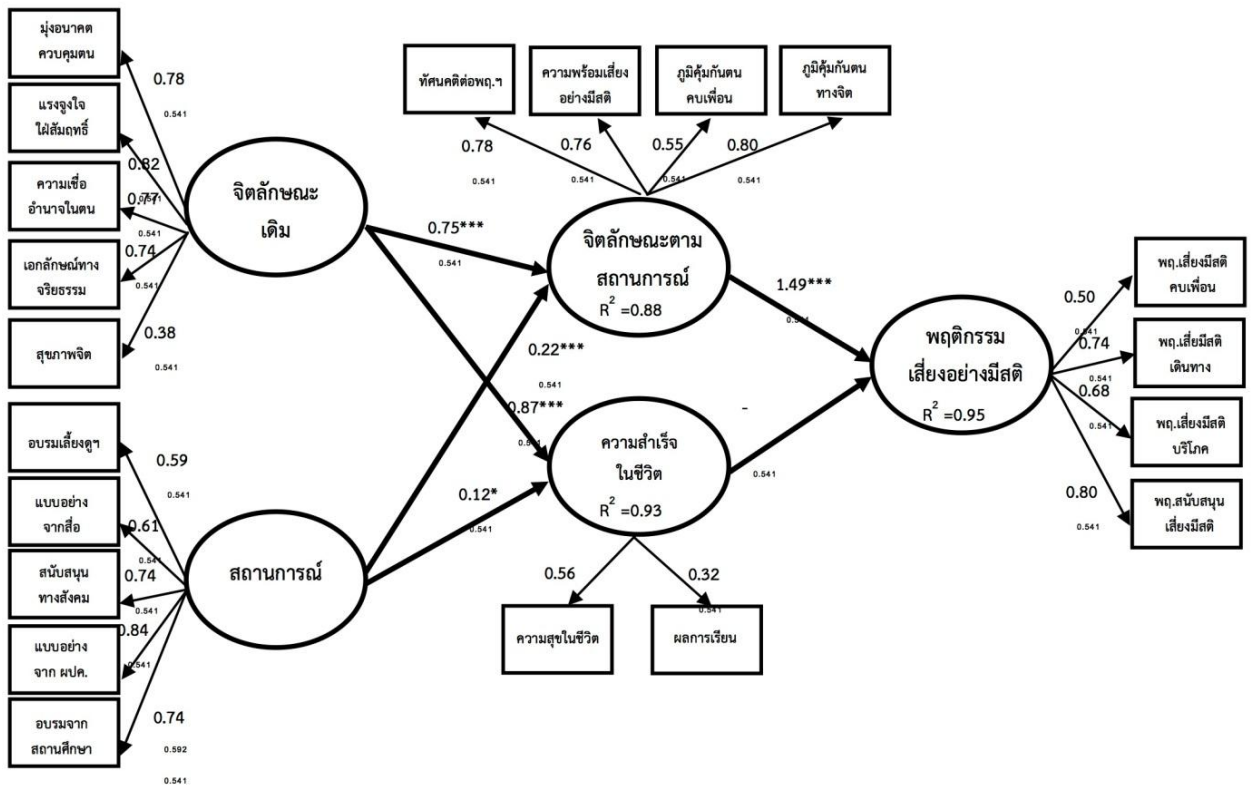 มุ่งอนาคต
ควบคุมตน
0.78
0.541
แรงจูงใจ
ใฝ่สัมฤทธิ์
0.82
0.541
ความเชื่อ
อำนาจในตน
0.77
0.541
เอกลักษณ์ทาง
จริยธรรม
0.74
0.541
สุขภาพจิต
0.38
0.541
จิตลักษณะ
เดิม
อบรมเลี้ยงดูฯ
0.59
0.541
แบบอย่าง
จากสื่อ
0.61
0.541
สนับสนุน
ทางสังคม
0.74
0.541
แบบอย่าง
จาก ผปค.
0.84
0.541
อบรมจาก
สถานศึกษา
0.74
0.592
0.541
สถานการณ์
ทัศนคติต่อพฤ.ฯ
0.78
0.541
ความพร้อมเสี่ยง
อย่างมีสติ
0.76
0.541
ภูมิคุ้มกันตน
คบเพื่อน
0.55
0.541
ภูมิคุ้มกันตน
ทางจิต
0.80
0.541
0.75***
0.541
0.22***
0.541
0.87***
0.541
0.12*
0.541
จิตลักษณะตาม
สถานการณ์
R² =0.88
ความสำเร็จ
ในชีวิต
R² =0.93
0.56
0.32
0.541
ความสุขในชีวิต
ผลการเรียน
1.49***
0.541
-
0.541
พฤติกรรม
เสี่ยงอย่างมีสติ
R² =0.95
0.50
0.541
พฤ.เสี่ยงมีสติ
คบเพื่อน
0.74
0.541
พฤ.เสี่ยมีสติ
เดินทาง
0.68
0.541
พฤ.เสี่ยงมีสติ
บริโภค
0.80
0.541
พฤ.สนับสนุน
เสี่ยงมีสติ